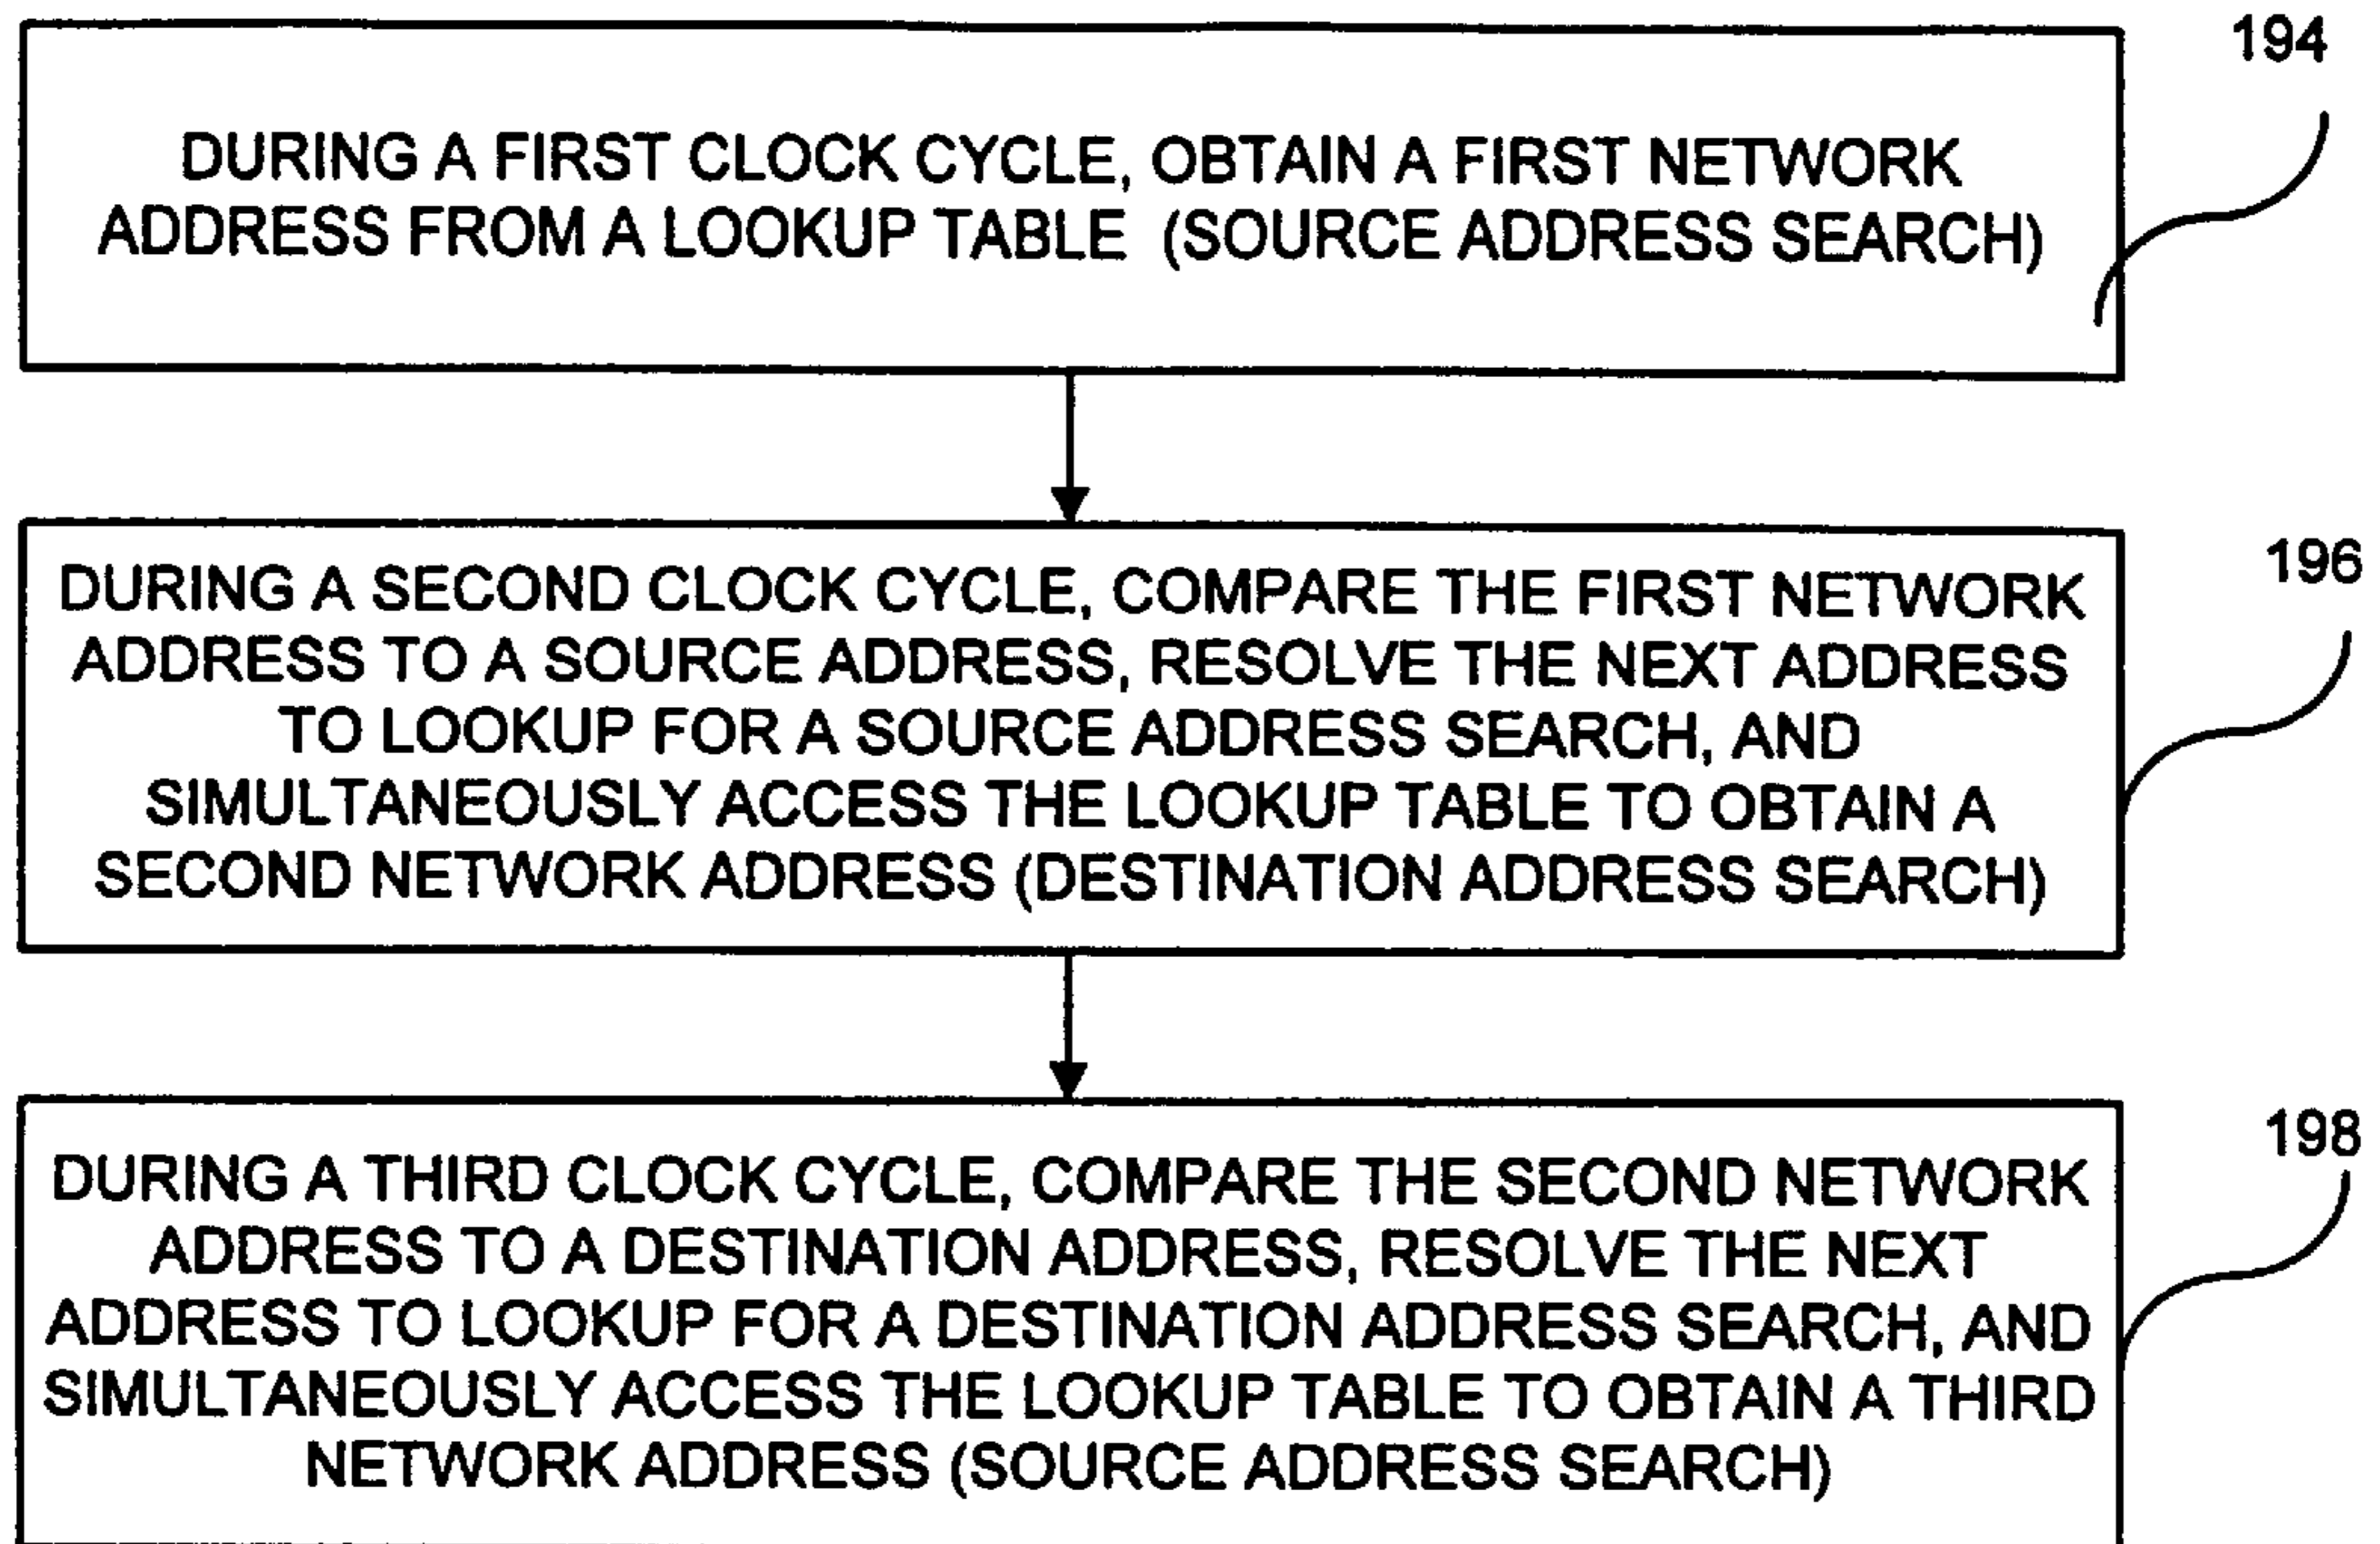 194
DURING A FIRST CLOCK CYCLE, OBTAIN A FIRST NETWORK
ADDRESS FROM A LOOKUP TABLE (SOURCE ADDRESS SEARCH)
196
DURING A SECOND CLOCK CYCLE, COMPARE THE FIRST NETWORK
ADDRESS TO A SOURCE ADDRESS, RESOLVE THE NEXT ADDRESS
TO LOOKUP FOR A SOURCE ADDRESS SEARCH, AND
SIMULTANEOUSLY ACCESS THE LOOKUP TABLE TO OBTAIN A
SECOND NETWORK ADDRESS (DESTINATION ADDRESS SEARCH)
198
DURING A THIRD CLOCK CYCLE, COMPARE THE SECOND NETWORK
ADDRESS TO A DESTINATION ADDRESS, RESOLVE THE NEXT
ADDRESS TO LOOKUP FOR A DESTINATION ADDRESS SEARCH, AND
SIMULTANEOUSLY ACCESS THE LOOKUP TABLE TO OBTAIN A THIRD
NETWORK ADDRESS (SOURCE ADDRESS SEARCH)